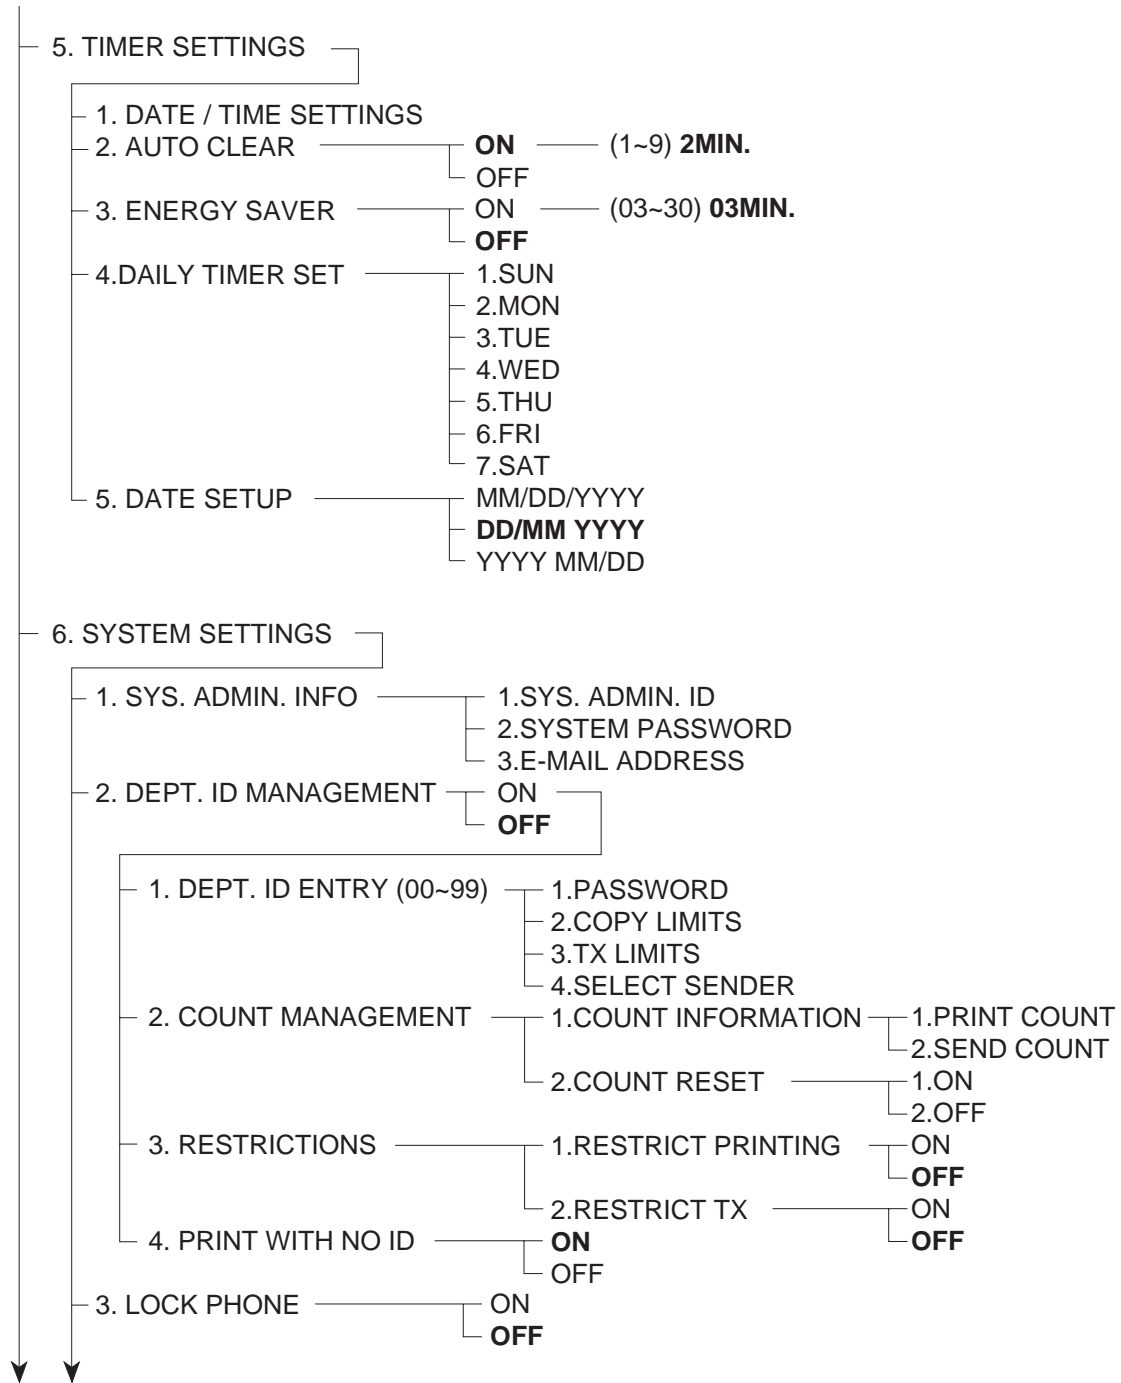 5. TIMER SETTINGS
1. DATE / TIME SETTINGS
2. AUTO CLEAR ON (1~9) 2MIN.
OFF
3. ENERGY SAVER ON (03~30) 03MIN.
OFF
4.DAILY TIMER SET 1.SUN
2.MON
3.TUE
4.WED
5.THU
6.FRI
7.SAT
5. DATE SETUP MM/DD/YYYY
DD/MM YYYY
YYYY MM/DD
6. SYSTEM SETTINGS
1. SYS. ADMIN. INFO 1.SYS. ADMIN. ID
2.SYSTEM PASSWORD
3.E-MAIL ADDRESS
2. DEPT. ID MANAGEMENT ON
OFF
1. DEPT. ID ENTRY (00~99) 1.PASSWORD
2.COPY LIMITS
3.TX LIMITS
4.SELECT SENDER
2. COUNT MANAGEMENT 1.COUNT INFORMATION 1.PRINT COUNT
2.SEND COUNT
2.COUNT RESET 1.ON
2.OFF
3. RESTRICTIONS 1.RESTRICT PRINTING ON
OFF
2.RESTRICT TX ON
4. PRINT WITH NO ID ON OFF
OFF
3. LOCK PHONE ON
OFF